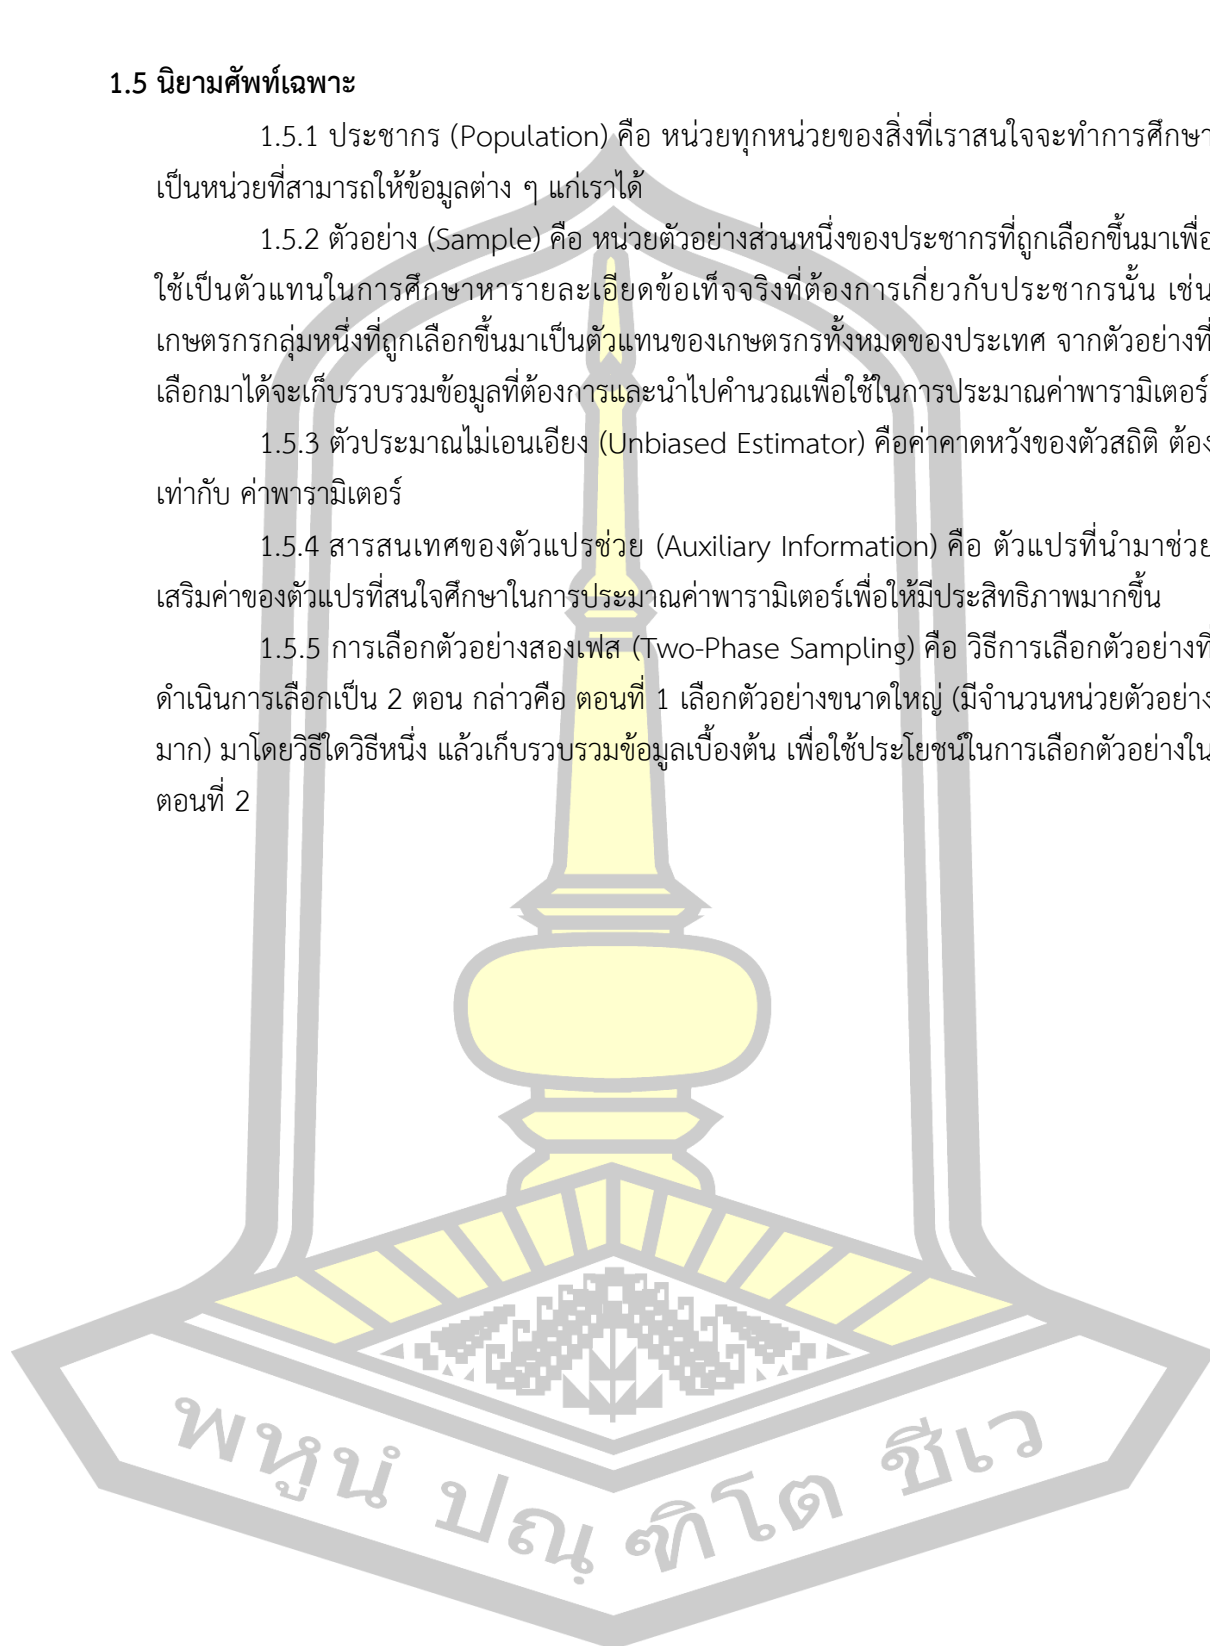 1.5 นิยามศัพท์เฉพาะ
1.5.1 ประชากร (Population) คือ หน่วยทุกหน่วยของสิ่งที่เราสนใจจะทำการศึกษา
เป็นหน่วยที่สามารถให้ข้อมูลต่าง ๆ แก่เราได้
1.5.2 ตัวอย่าง (Sample) คือ หน่วยตัวอย่างส่วนหนึ่งของประชากรที่ถูกเลือกขึ้นมาเพื่อ
ใช้เป็นตัวแทนในการศึกษาหารายละเอียดข้อเท็จจริงที่ต้องการเกี่ยวกับประชากรนั้น เช่น
เกษตรกรกลุ่มหนึ่งที่ถูกเลือกขึ้นมาเป็นตัวแทนของเกษตรกรทั้งหมดของประเทศ จากตัวอย่างที่
เลือกมาได้จะเก็บรวบรวมข้อมูลที่ต้องการและนำไปคำนวณเพื่อใช้ในการประมาณค่าพารามิเตอร์
1.5.3 ตัวประมาณไม่เอนเอียง (Unbiased Estimator) คือค่าคาดหวังของตัวสถิติ ต้อง
เท่ากับ ค่าพารามิเตอร์
1.5.4 สารสนเทศของตัวแปรช่วย (Auxiliary Information) คือ ตัวแปรที่นำมาช่วย
เสริมค่าของตัวแปรที่สนใจศึกษาในการประมาณค่าพารามิเตอร์เพื่อให้มีประสิทธิภาพมากขึ้น
1.5.5 การเลือกตัวอย่างสองเฟส (Two-Phase Sampling) คือ วิธีการเลือกตัวอย่างที่
ดำเนินการเลือกเป็น 2 ตอน กล่าวคือ ตอนที่ 1 เลือกตัวอย่างขนาดใหญ่ (มีจำนวนหน่วยตัวอย่าง
มาก) มาโดยวิธีใดวิธีหนึ่ง แล้วเก็บรวบรวมข้อมูลเบื้องต้น เพื่อใช้ประโยชน์ในการเลือกตัวอย่างใน
ตอนที่ 2
พหูนํ ปณฺฑิโต ชีเว